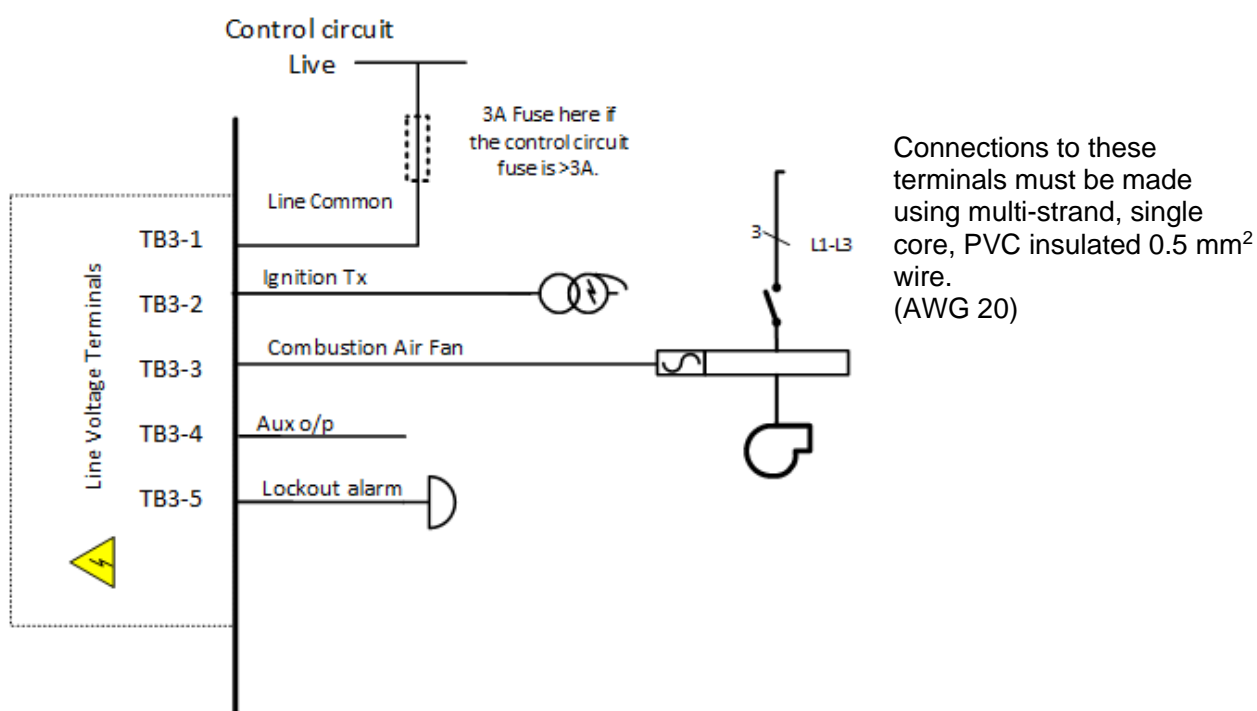 Control circuit
Live
3A Fuse here if
the control circuit
fuse is >3A.
Line Common
TB3-1
Ignition Tx
TB3-2
Combustion Air Fan
TB3-3
Aux o/p
TB3-4
Lockout alarm
TB3-5
Line Voltage Terminals
3
L1-L3
Connections to these
terminals must be made
using multi-strand, single
core, PVC insulated 0.5 mm²
wire.
(AWG 20)